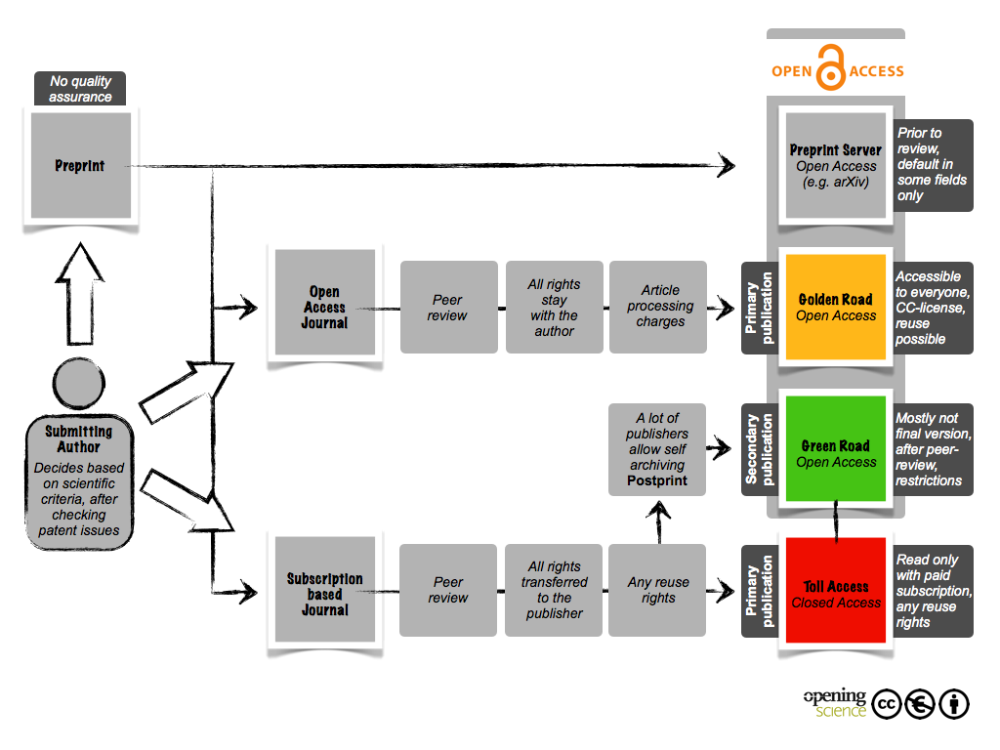 OPEN ACCESS
No quality
assurance
Preprint
Preprint Server
Open Access
(e.g. arXiv)
Prior to
review,
default in
some fields
only
Open
Access
Journal
Peer
review
All rights
stay
with the
author
Article
processing
charges
Primary
publication
Golden Road
Open Access
Accessible
to everyone,
CC-license,
reuse
possible
Submitting
Author
Decides based
on scientific
criteria, after
checking
patent issues
A lot of
publishers
allow self
archiving
Postprint
Secondary
publication
Green Road
Open Access
Mostly not
final version,
after peer-
review,
restrictions
Subscription
based
Journal
Peer
review
All rights
transferred
to the
publisher
Any reuse
rights
Primary
publication
Toll Access
Closed Access
Read only
with paid
subscription,
any reuse
rights
opening
science
cc